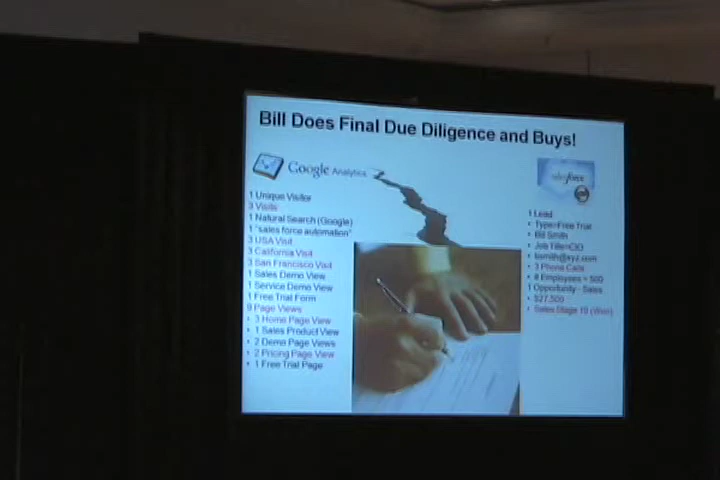 Bill Does Final Due Diligence and Buys!
Google Analytics
1 Unique Visitor
3 Visits
1 Natural Search (Google)
1 "sales force automation"
3 USA Visit
3 California Visit
3 San Francisco Visit
1 Sales Demo View
1 Service Demo View
1 Free Trial Form
9 Page Views
• 3 Home Page View
• 1 Sales Product View
• 2 Demo Page Views
• 2 Pricing Page View
• 1 Free Trial Page
salesforce
1 Lead
• Type=Free Trial
• Bill Smith
• Job Title=CIO
• bsmith@xyz.com
• 3 Phone Calls
• # Employees = 500
1 Opportunity - Sales
• $27,500
• Sales Stage 10 (Won)